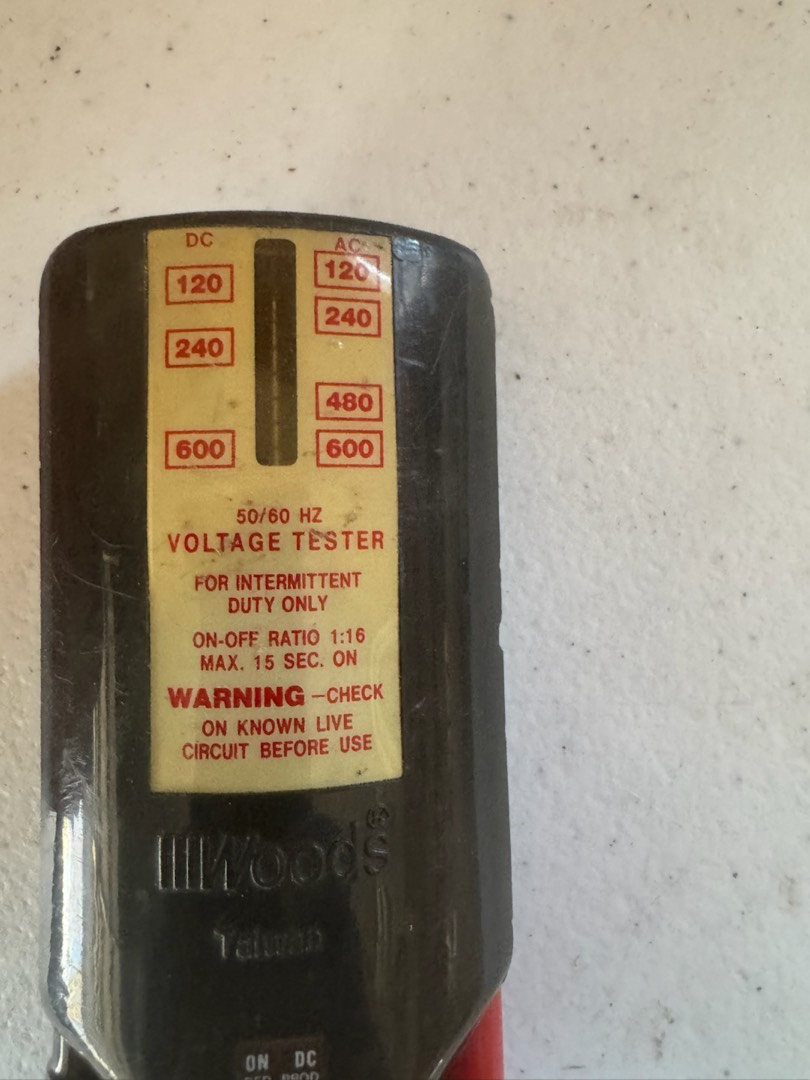 DC AC
120 120
240
240
480
600 600
50/60 HZ
VOLTAGE TESTER
FOR INTERMITTENT
DUTY ONLY
ON-OFF RATIO 1:16
MAX. 15 SEC. ON
WARNING –CHECK
ON KNOWN LIVE
CIRCUIT BEFORE USE
Woods®
Taiwan
ON DC